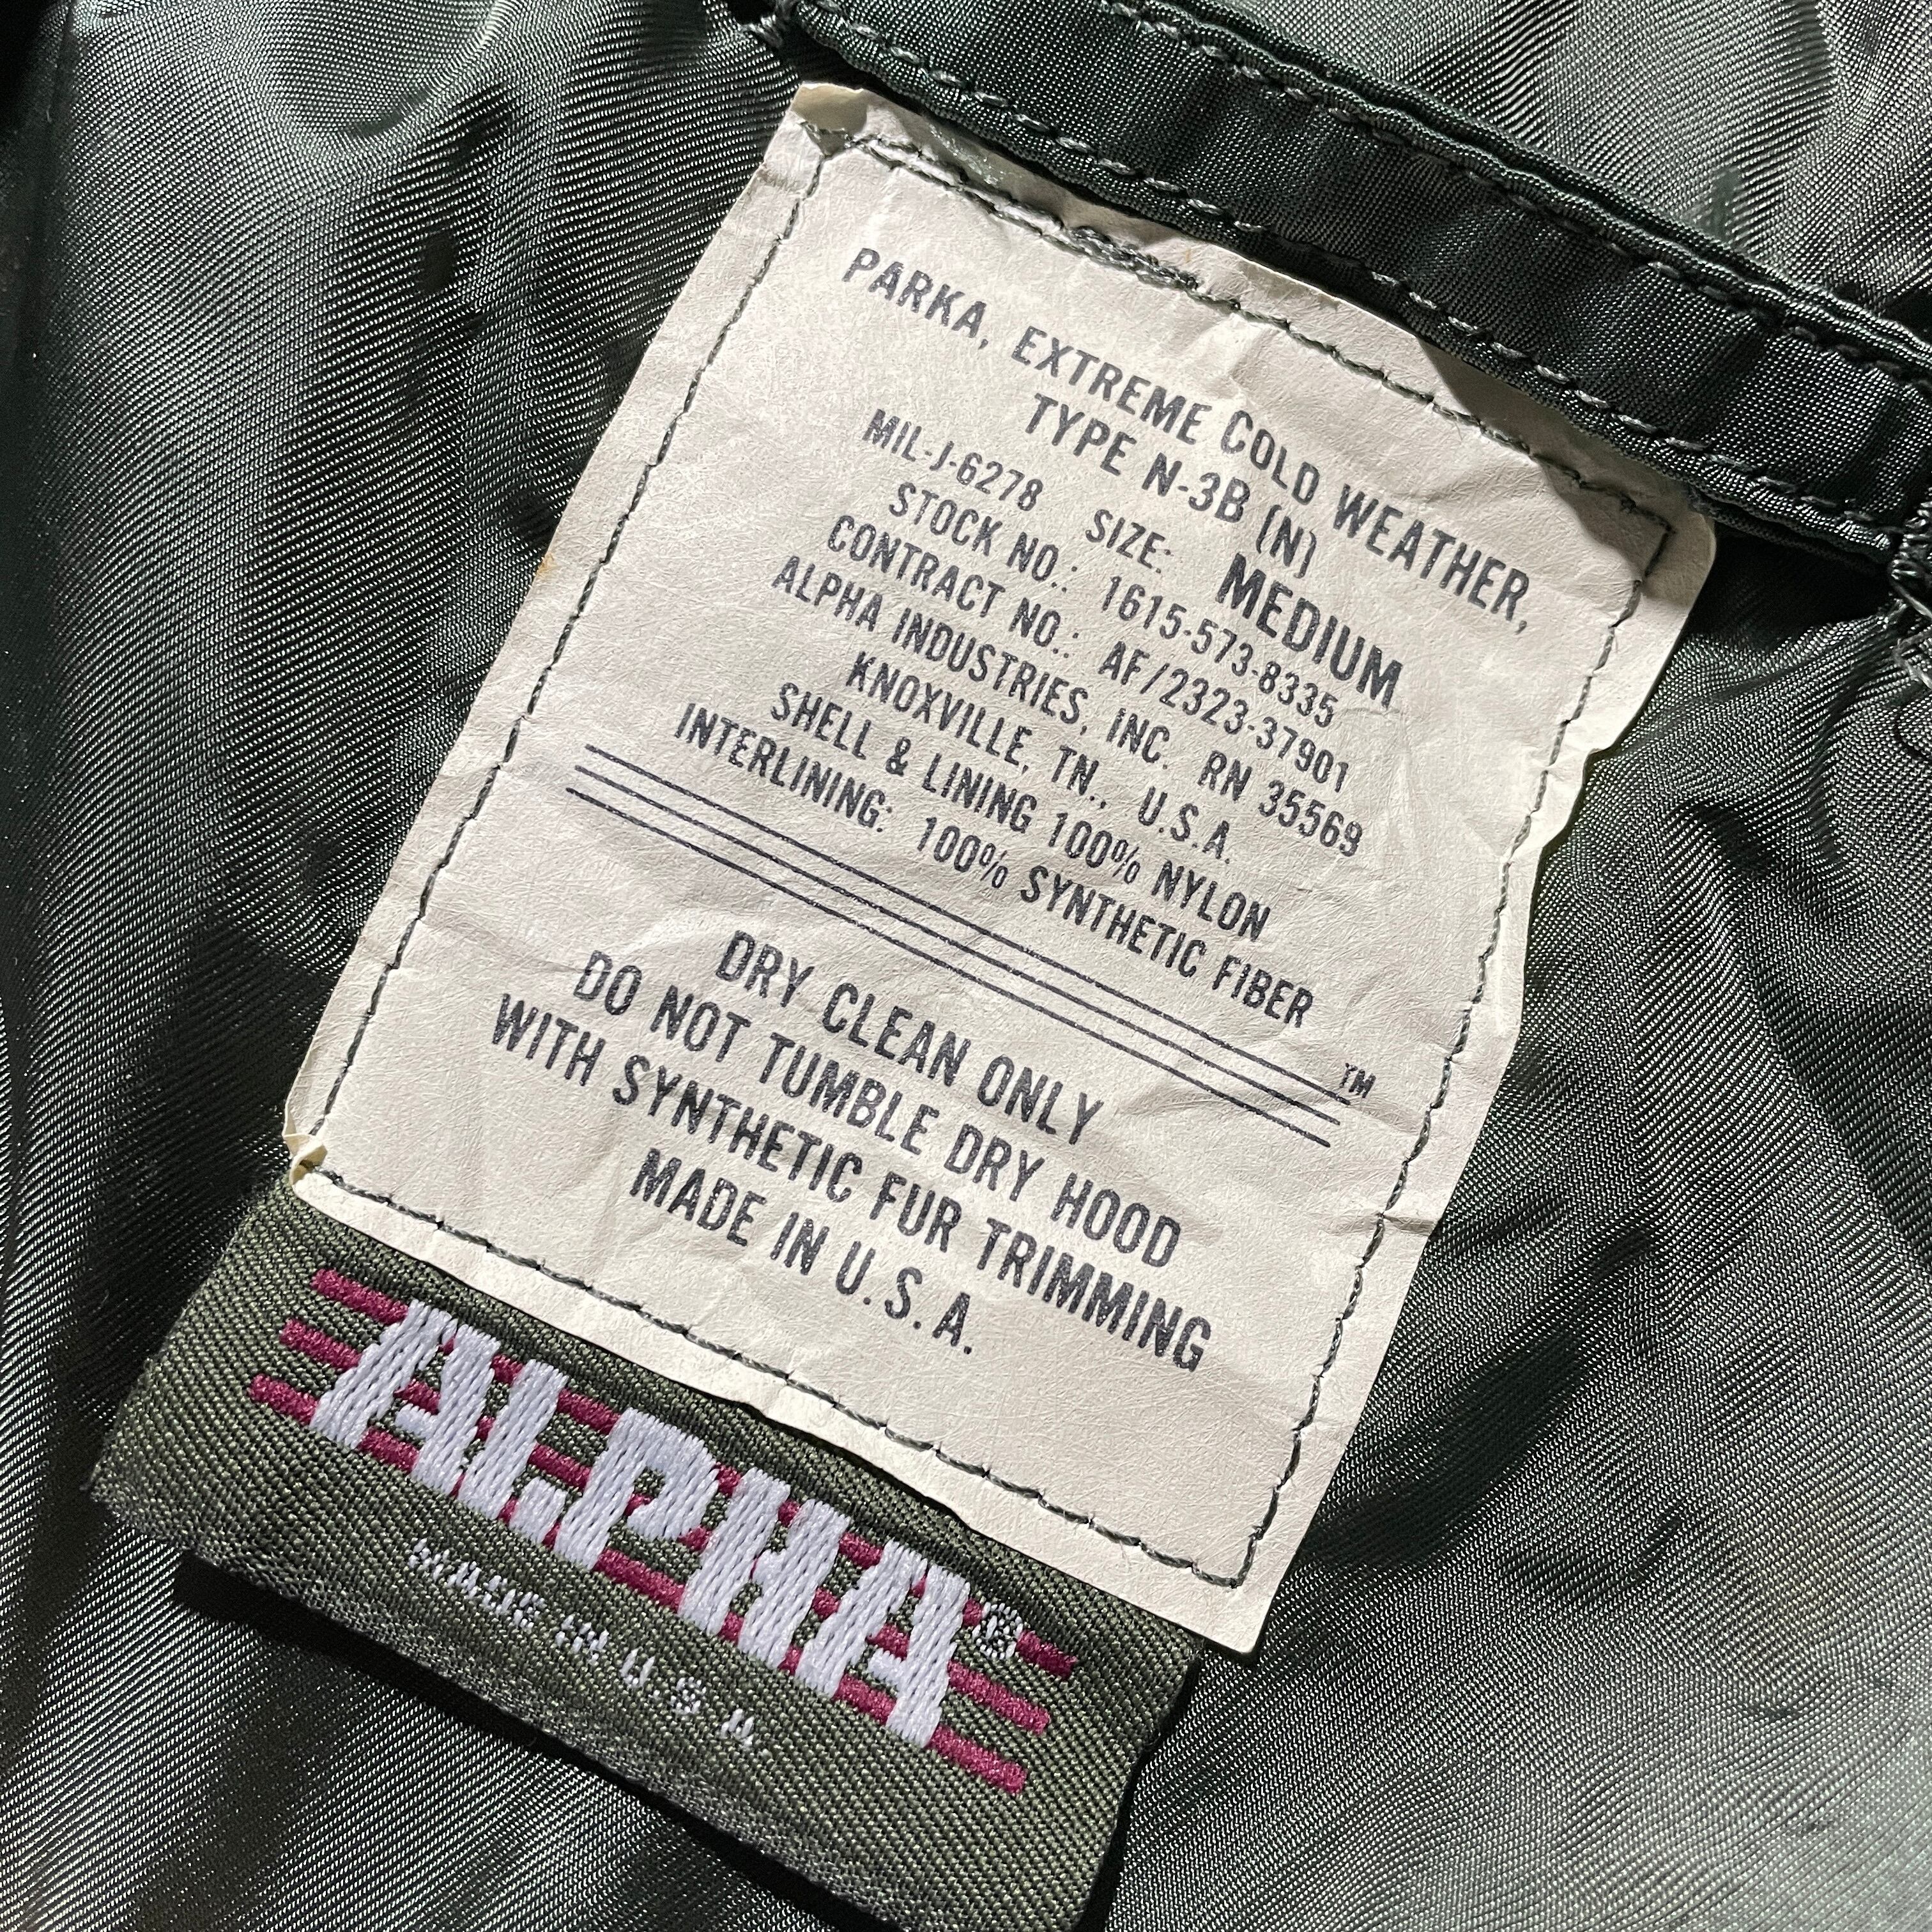 PARKA, EXTREME COLD WEATHER,
TYPE N-3B (N)
MIL-J-6278 SIZE: MEDIUM
STOCK NO.: 1615-573-8335
CONTRACT NO.: AF/2323-37901
ALPHA INDUSTRIES, INC. RN 35569
KNOXVILLE, TN., U.S.A.
SHELL & LINING 100% NYLON
INTERLINING: 100% SYNTHETIC FIBER
TM
DRY CLEAN ONLY
DO NOT TUMBLE DRY HOOD
WITH SYNTHETIC FUR TRIMMING
MADE IN U.S.A.
ALPHA®
MADE IN U.S.A.